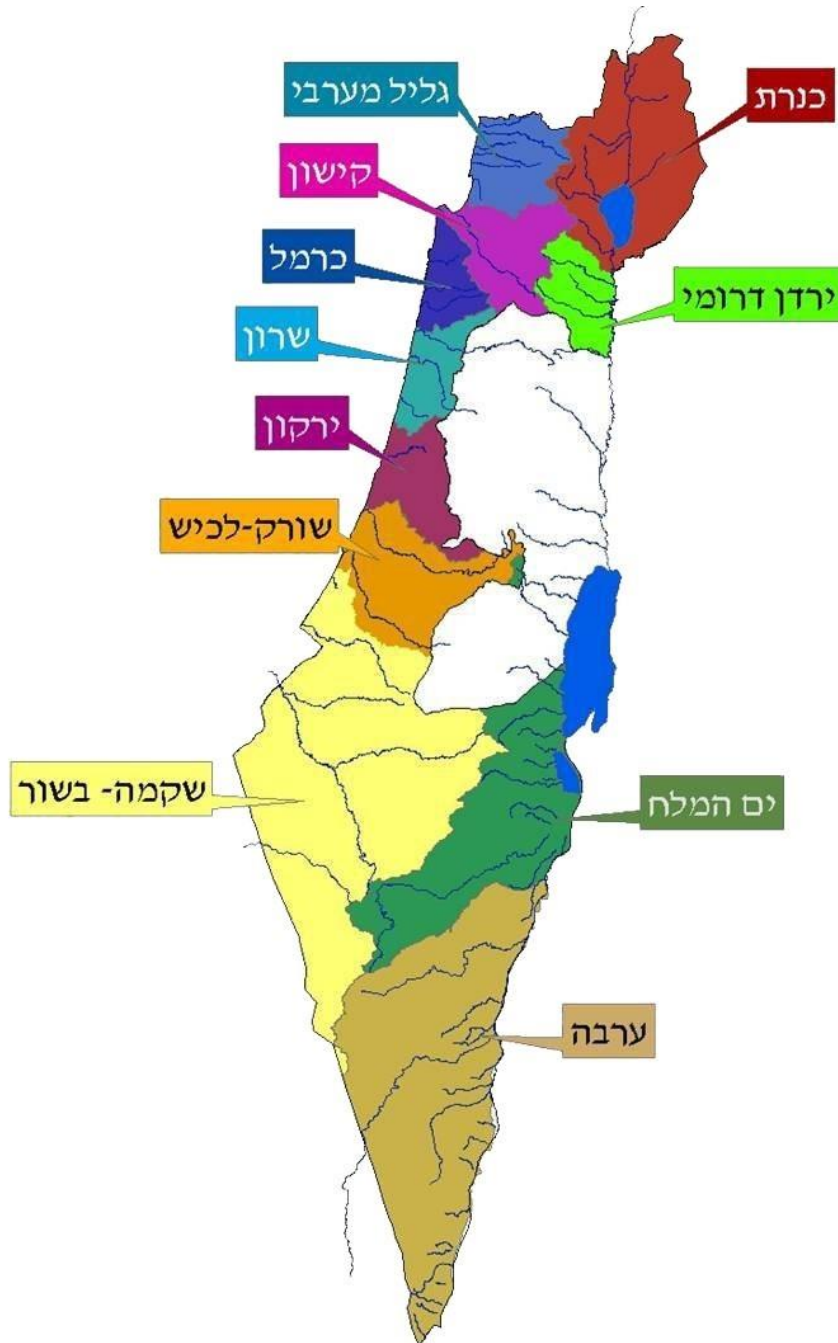 גליל מערבי
כנרת
קישון
כרמל
ירדן דרומי
שרון
ירקון
שורק-לכיש
שקמה- בשור
ים המלח
ערבה